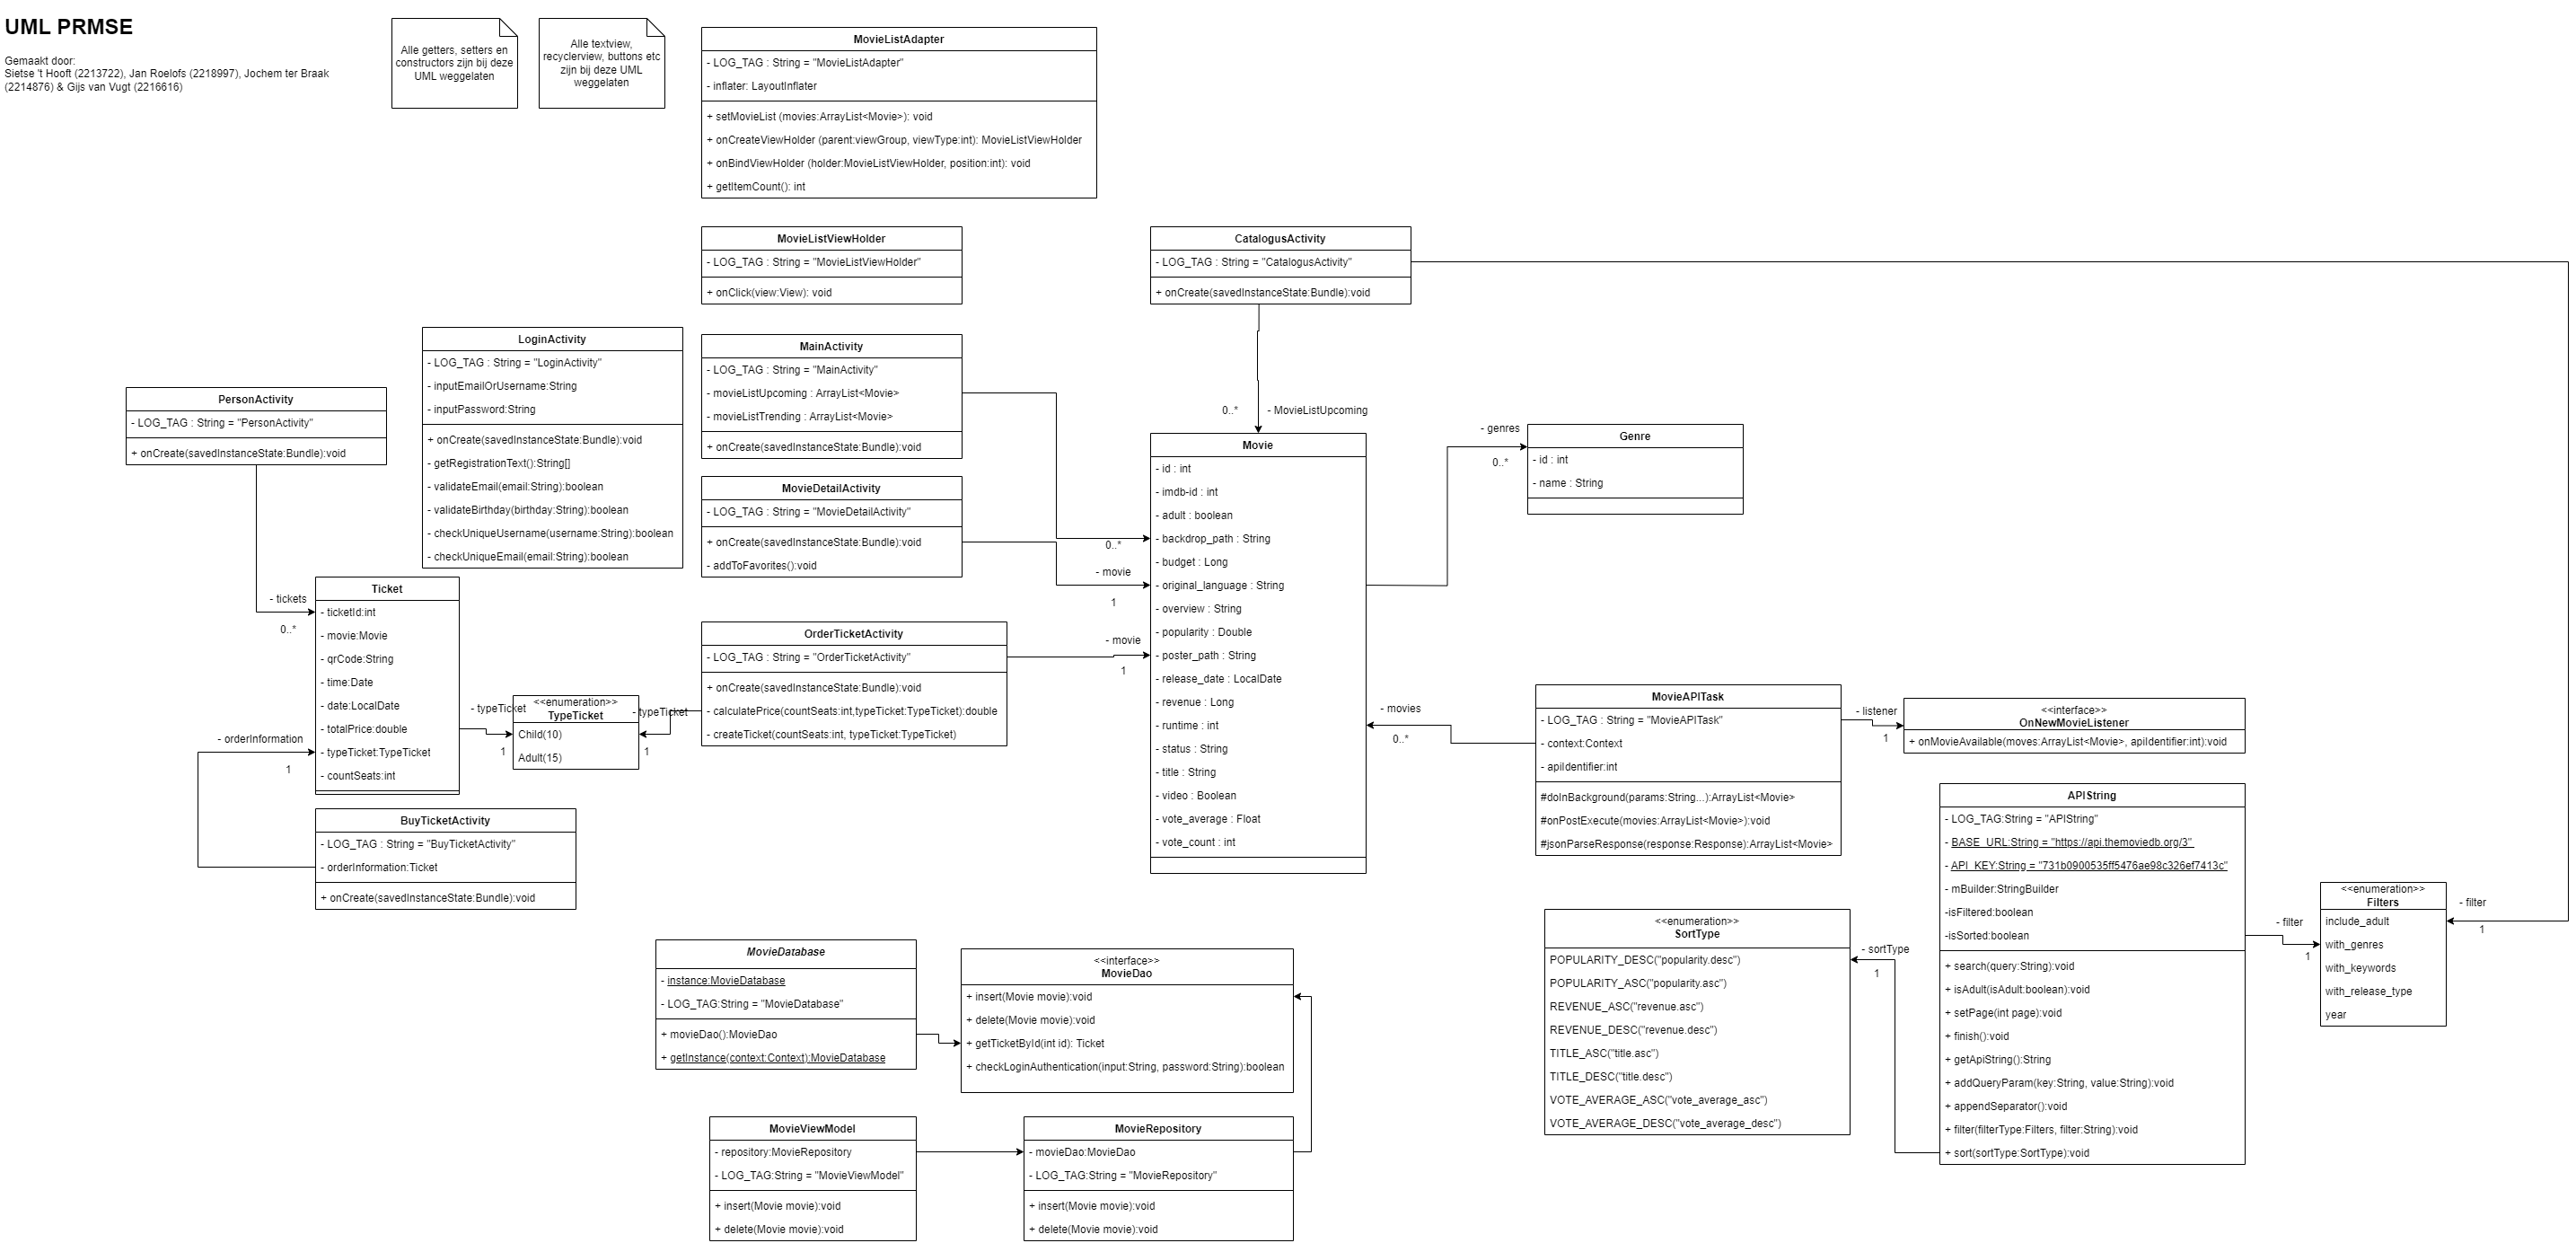 UML PRMSE
Gemaakt door:
Sietse 't Hooft (2213722), Jan Roelofs (2218997), Jochem ter Braak
(2214876) & Gijs van Vugt (2216616)
Alle getters, setters en
constructors zijn bij deze
UML weggelaten
Alle textview,
recyclerview, buttons etc
zijn bij deze UML
weggelaten
MovieListAdapter
- LOG_TAG : String = "MovieListAdapter"
- inflater: LayoutInflater
+ setMovieList (movies:ArrayList<Movie>): void
+ onCreateViewHolder (parent:viewGroup, viewType:int): MovieListViewHolder
+ onBindViewHolder (holder:MovieListViewHolder, position:int): void
+ getItemCount(): int
MovieListViewHolder
- LOG_TAG : String = "MovieListViewHolder"
+ onClick(view:View): void
CatalogusActivity
- LOG_TAG : String = "CatalogusActivity"
+ onCreate(savedInstanceState:Bundle):void
0..*
- MovieListUpcoming
LoginActivity
- LOG_TAG : String = "LoginActivity"
- inputEmailOrUsername:String
- inputPassword:String
+ onCreate(savedInstanceState:Bundle):void
- getRegistrationText():String[]
- validateEmail(email:String):boolean
- validateBirthday(birthday:String):boolean
- checkUniqueUsername(username:String):boolean
- checkUniqueEmail(email:String):boolean
MainActivity
- LOG_TAG : String = "MainActivity"
- movieListUpcoming : ArrayList<Movie>
- movieListTrending : ArrayList<Movie>
+ onCreate(savedInstanceState:Bundle):void
0..*
PersonActivity
- LOG_TAG : String = "PersonActivity"
+ onCreate(savedInstanceState:Bundle):void
- tickets
0..*
MovieDetailActivity
- LOG_TAG : String = "MovieDetailActivity"
+ onCreate(savedInstanceState:Bundle):void
- addToFavorites():void
- movie
1
Movie
- id : int
- imdb-id : int
- adult : boolean
- backdrop_path : String
- budget : Long
- original_language : String
- overview : String
- popularity : Double
- poster_path : String
- release_date : LocalDate
- revenue : Long
- runtime : int
- status : String
- title : String
- video : Boolean
- vote_average : Float
- vote_count : int
- genres
0..*
Genre
- id : int
- name : String
Ticket
- ticketId:int
- movie:Movie
- qrCode:String
- time:Date
- date:LocalDate
- totalPrice:double
- typeTicket:TypeTicket
- countSeats:int
- orderInformation
1
- typeTicket
1
<<enumeration>>
TypeTicket
Child(10)
Adult(15)
- typeTicket
1
OrderTicketActivity
- LOG_TAG : String = "OrderTicketActivity"
+ onCreate(savedInstanceState:Bundle):void
- calculatePrice(countSeats:int,typeTicket:TypeTicket):double
- createTicket(countSeats:int, typeTicket:TypeTicket)
- movie
1
BuyTicketActivity
- LOG_TAG : String = "BuyTicketActivity"
- orderInformation:Ticket
+ onCreate(savedInstanceState:Bundle):void
- movies
0..*
MovieAPITask
- LOG_TAG : String = "MovieAPITask"
- context:Context
- apiIdentifier:int
#doInBackground(params:String...):ArrayList<Movie>
#onPostExecute(movies:ArrayList<Movie>):void
#jsonParseResponse(response:Response):ArrayList<Movie>
- listener
1
<<interface>>
OnNewMovieListener
+ onMovieAvailable(moves:ArrayList<Movie>, apiIdentifier:int):void
APIString
- LOG_TAG:String = "APIString"
- BASE_URL:String = "https://api.themoviedb.org/3"
- API_KEY:String = "731b0900535ff5476ae98c326ef7413c"
- mBuilder:StringBuilder
-isFiltered:boolean
-isSorted:boolean
+ search(query:String):void
+ isAdult(isAdult:boolean):void
+ setPage(int page):void
+ finish():void
+ getApiString():String
+ addQueryParam(key:String, value:String):void
+ appendSeparator():void
+ filter(filterType:Filters, filter:String):void
+ sort(sortType:SortType):void
- filter
1
<<enumeration>>
Filters
include_adult
with_genres
with_keywords
with_release_type
year
- filter
1
<<enumeration>>
SortType
POPULARITY_DESC("popularity.desc")
POPULARITY_ASC("popularity.asc")
REVENUE_ASC("revenue.asc")
REVENUE_DESC("revenue.desc")
TITLE_ASC("title.asc")
TITLE_DESC("title.desc")
VOTE_AVERAGE_ASC("vote_average_asc")
VOTE_AVERAGE_DESC("vote_average_desc")
- sortType
1
MovieDatabase
- instance:MovieDatabase
- LOG_TAG:String = "MovieDatabase"
+ movieDao():MovieDao
+ getInstance(context:Context):MovieDatabase
<<interface>>
MovieDao
+ insert(Movie movie):void
+ delete(Movie movie):void
+ getTicketById(int id): Ticket
+ checkLoginAuthentication(input:String, password:String):boolean
MovieViewModel
- repository:MovieRepository
- LOG_TAG:String = "MovieViewModel"
+ insert(Movie movie):void
+ delete(Movie movie):void
MovieRepository
- movieDao:MovieDao
- LOG_TAG:String = "MovieRepository"
+ insert(Movie movie):void
+ delete(Movie movie):void